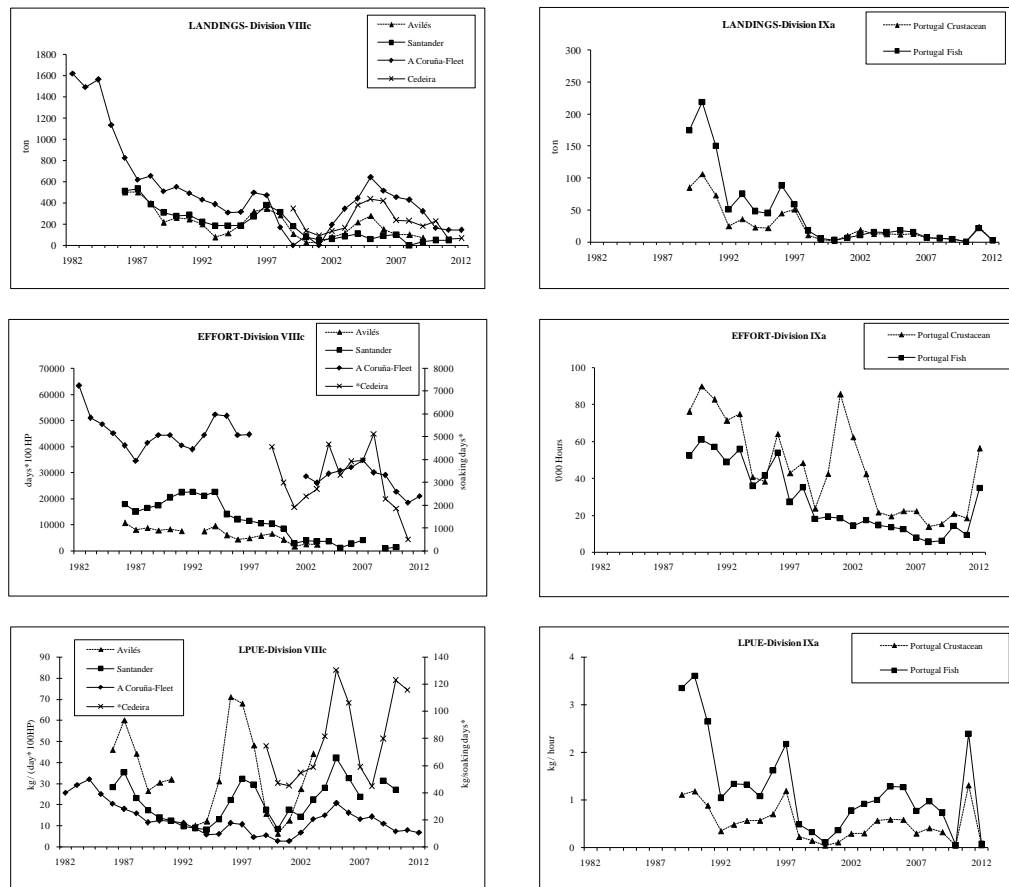 LANDINGS- Division VIIIc
Avilés
Santander
A Coruña-Fleet
Cedeira
ton
1800
1600
1400
1200
1000
800
600
400
200
0
1982 1987 1992 1997 2002 2007 2012
LANDINGS-Division IXa
Portugal Crustacean
Portugal Fish
ton
300
250
200
150
100
50
0
1982 1987 1992 1997 2002 2007 2012
EFFORT-Division VIIIc
Avilés
Santander
A Coruña-Fleet
*Cedeira
days*100 HP
70000
60000
50000
40000
30000
20000
10000
0
8000
7000
6000
5000
4000
3000
2000
1000
0
soaking days*
1982 1987 1992 1997 2002 2007 2012
EFFORT-Division IXa
Portugal Crustacean
Portugal Fish
'000 Hours
100
80
60
40
20
0
1982 1987 1992 1997 2002 2007 2012
LPUE-Division VIIIc
Avilés
Santander
A Coruña-Fleet
*Cedeira
kg / (day*100HP)
90
80
70
60
50
40
30
20
10
0
140
120
100
80
60
40
20
0
kg/soaking days*
1982 1987 1992 1997 2002 2007 2012
LPUE-Division IXa
Portugal Crustacean
Portugal Fish
kg / hour
4
3
2
1
0
1982 1987 1992 1997 2002 2007 2012